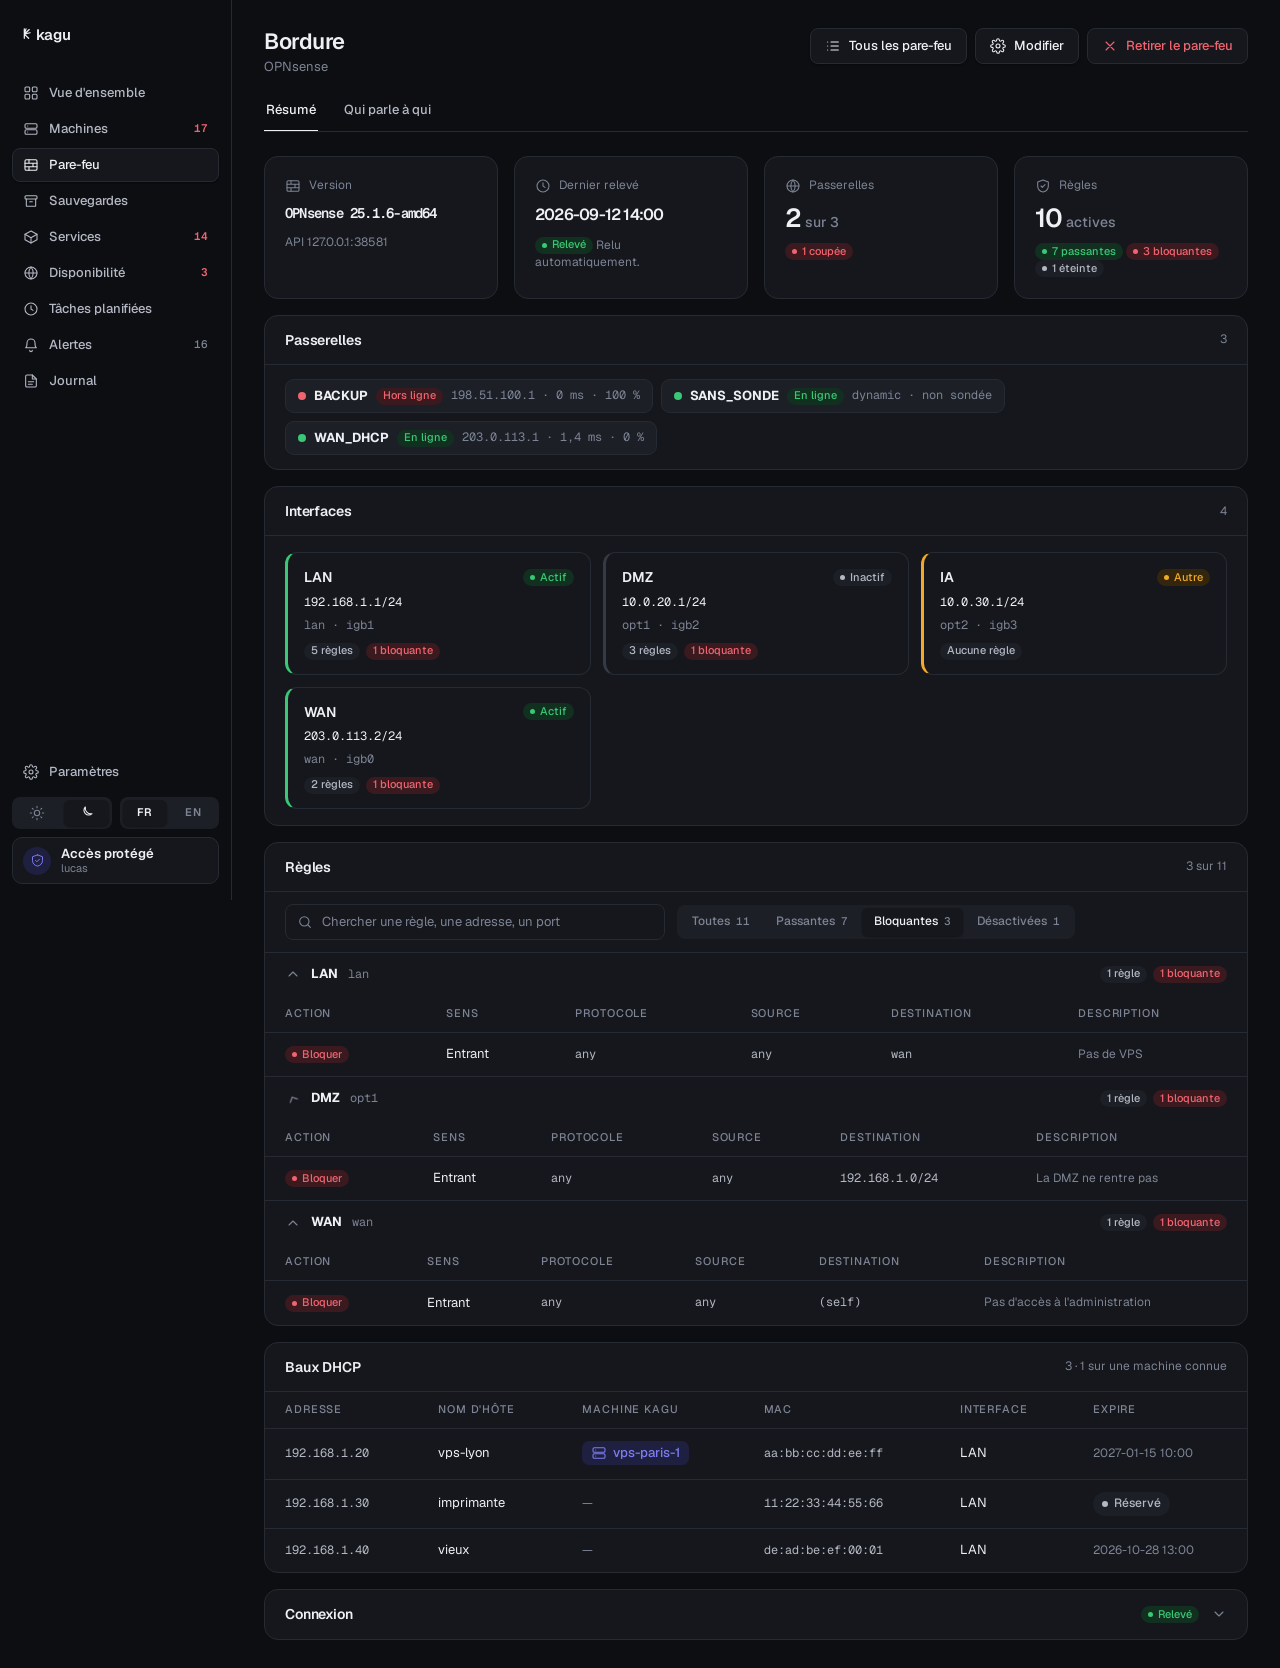 kagu
Vue d'ensemble
Machines 17
Pare-feu
Sauvegardes
Services 14
Disponibilité 3
Tâches planifiées
Alertes 16
Journal
Paramètres
FR EN
Accès protégé
lucas
Bordure
OPNsense
Tous les pare-feu Modifier Retirer le pare-feu
Résumé Qui parle à qui
Version
OPNsense 25.1.6-amd64
API 127.0.0.1:38581
Dernier relevé
2026-09-12 14:00
Relevé Relu
automatiquement.
Passerelles
2 sur 3
1 coupée
Règles
10 actives
7 passantes 3 bloquantes
1 éteinte
Passerelles 3
BACKUP Hors ligne 198.51.100.1 · 0 ms · 100 % SANS_SONDE En ligne dynamic · non sondée
WAN_DHCP En ligne 203.0.113.1 · 1,4 ms · 0 %
Interfaces 4
LAN Actif
192.168.1.1/24
lan · igb1
5 règles 1 bloquante
DMZ Inactif
10.0.20.1/24
opt1 · igb2
3 règles 1 bloquante
IA Autre
10.0.30.1/24
opt2 · igb3
Aucune règle
WAN Actif
203.0.113.2/24
wan · igb0
2 règles 1 bloquante
Règles 3 sur 11
Chercher une règle, une adresse, un port Toutes 11 Passantes 7 Bloquantes 3 Désactivées 1
LAN lan 1 règle 1 bloquante
ACTION SENS PROTOCOLE SOURCE DESTINATION DESCRIPTION
Bloquer Entrant any any wan Pas de VPS
DMZ opt1 1 règle 1 bloquante
ACTION SENS PROTOCOLE SOURCE DESTINATION DESCRIPTION
Bloquer Entrant any any 192.168.1.0/24 La DMZ ne rentre pas
WAN wan 1 règle 1 bloquante
ACTION SENS PROTOCOLE SOURCE DESTINATION DESCRIPTION
Bloquer Entrant any any (self) Pas d'accès à l'administration
Baux DHCP 3 · 1 sur une machine connue
ADRESSE NOM D'HÔTE MACHINE KAGU MAC INTERFACE EXPIRE
192.168.1.20 vps-lyon vps-paris-1 aa:bb:cc:dd:ee:ff LAN 2027-01-15 10:00
192.168.1.30 imprimante — 11:22:33:44:55:66 LAN Réservé
192.168.1.40 vieux — de:ad:be:ef:00:01 LAN 2026-10-28 13:00
Connexion Relevé